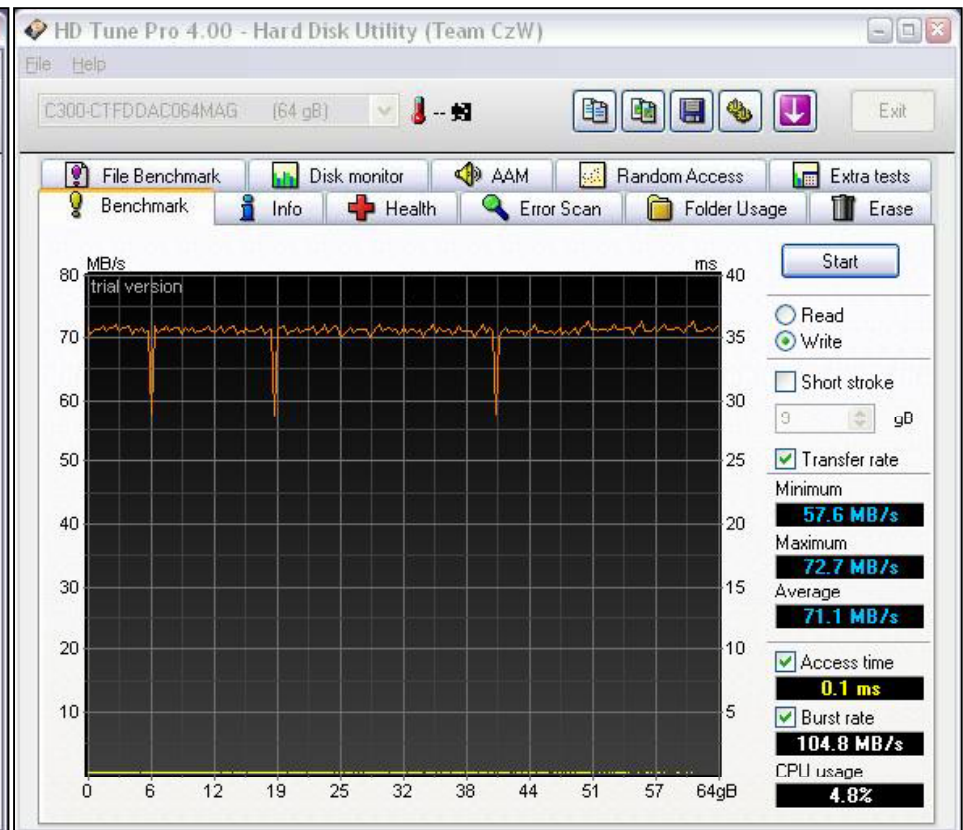 HD Tune Pro 4.00 - Hard Disk Utility (Team CzW)
File Help
C300-CTFDDAC064MAG (64 gB) -- Exit
File Benchmark Disk monitor AAM Random Access Extra tests
Benchmark Info Health Error Scan Folder Usage Erase
MB/s ms
trial version
80
70
60
50
40
30
20
10
40
35
30
25
20
15
10
5
0 6 12 19 25 32 38 44 51 57 64gB
Start
Read
Write
Short stroke
9 gB
Transfer rate
Minimum
57.6 MB/s
Maximum
72.7 MB/s
Average
71.1 MB/s
Access time
0.1 ms
Burst rate
104.8 MB/s
CPU usage
4.8%